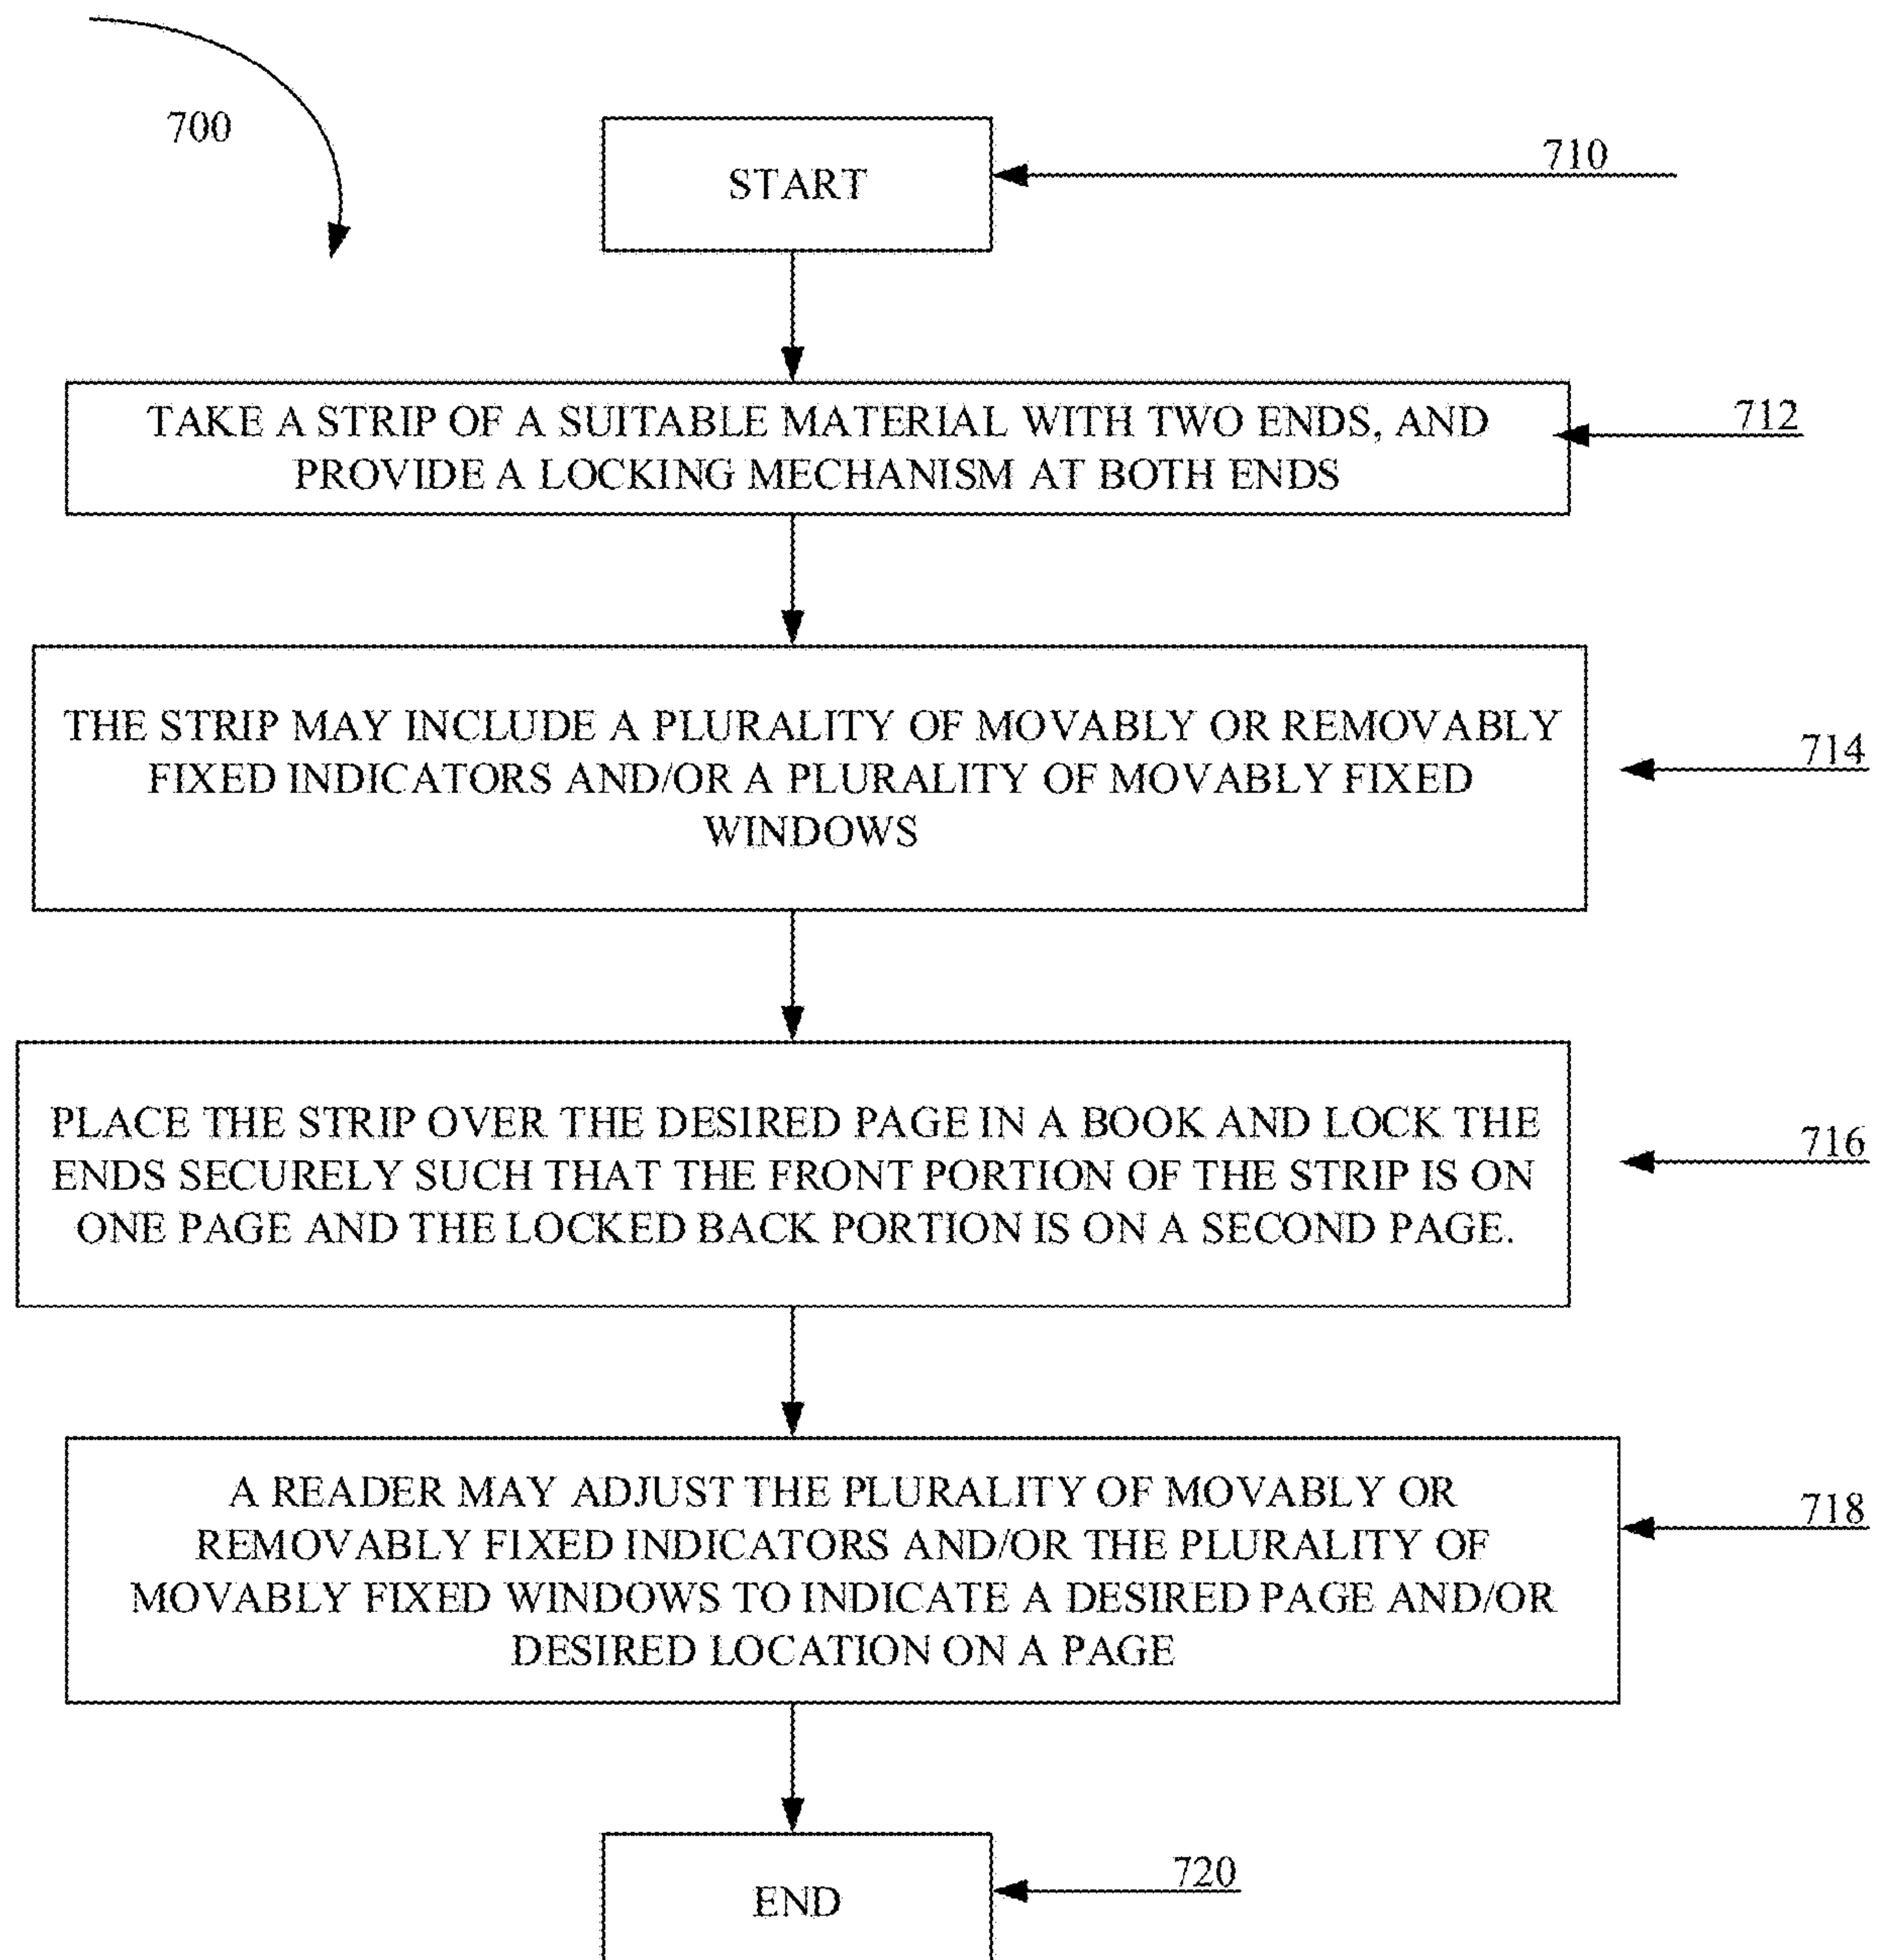 700
START
710
TAKE A STRIP OF A SUITABLE MATERIAL WITH TWO ENDS, AND
PROVIDE A LOCKING MECHANISM AT BOTH ENDS
712
THE STRIP MAY INCLUDE A PLURALITY OF MOVABLY OR REMOVABLY
FIXED INDICATORS AND/OR A PLURALITY OF MOVABLY FIXED
WINDOWS
714
PLACE THE STRIP OVER THE DESIRED PAGE IN A BOOK AND LOCK THE
ENDS SECURELY SUCH THAT THE FRONT PORTION OF THE STRIP IS ON
ONE PAGE AND THE LOCKED BACK PORTION IS ON A SECOND PAGE.
716
A READER MAY ADJUST THE PLURALITY OF MOVABLY OR
REMOVABLY FIXED INDICATORS AND/OR THE PLURALITY OF
MOVABLY FIXED WINDOWS TO INDICATE A DESIRED PAGE AND/OR
DESIRED LOCATION ON A PAGE
718
END
720